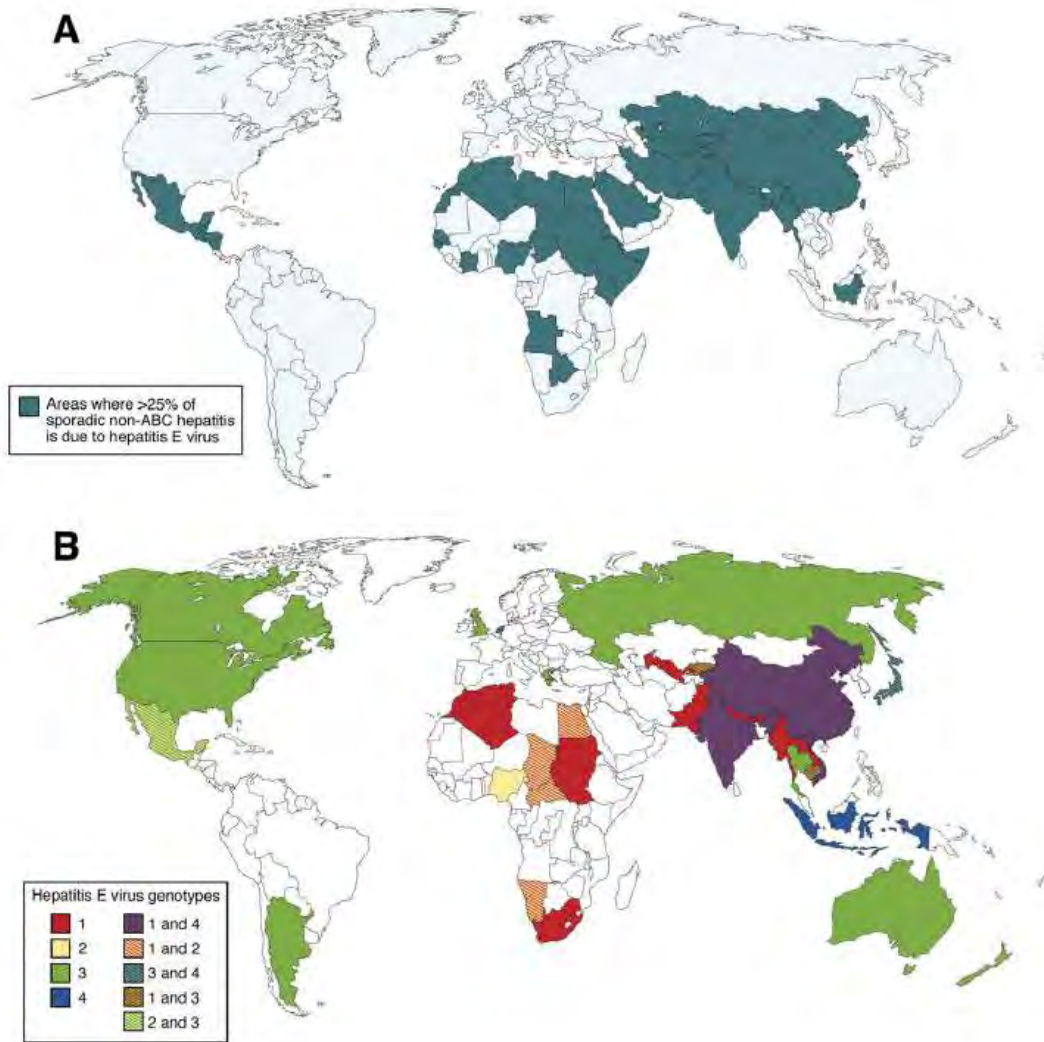 A
Areas where >25% of
sporadic non-ABC hepatitis
is due to hepatitis E virus
B
Hepatitis E virus genotypes
1
1 and 4
2
1 and 2
3
3 and 4
4
1 and 3
2 and 3